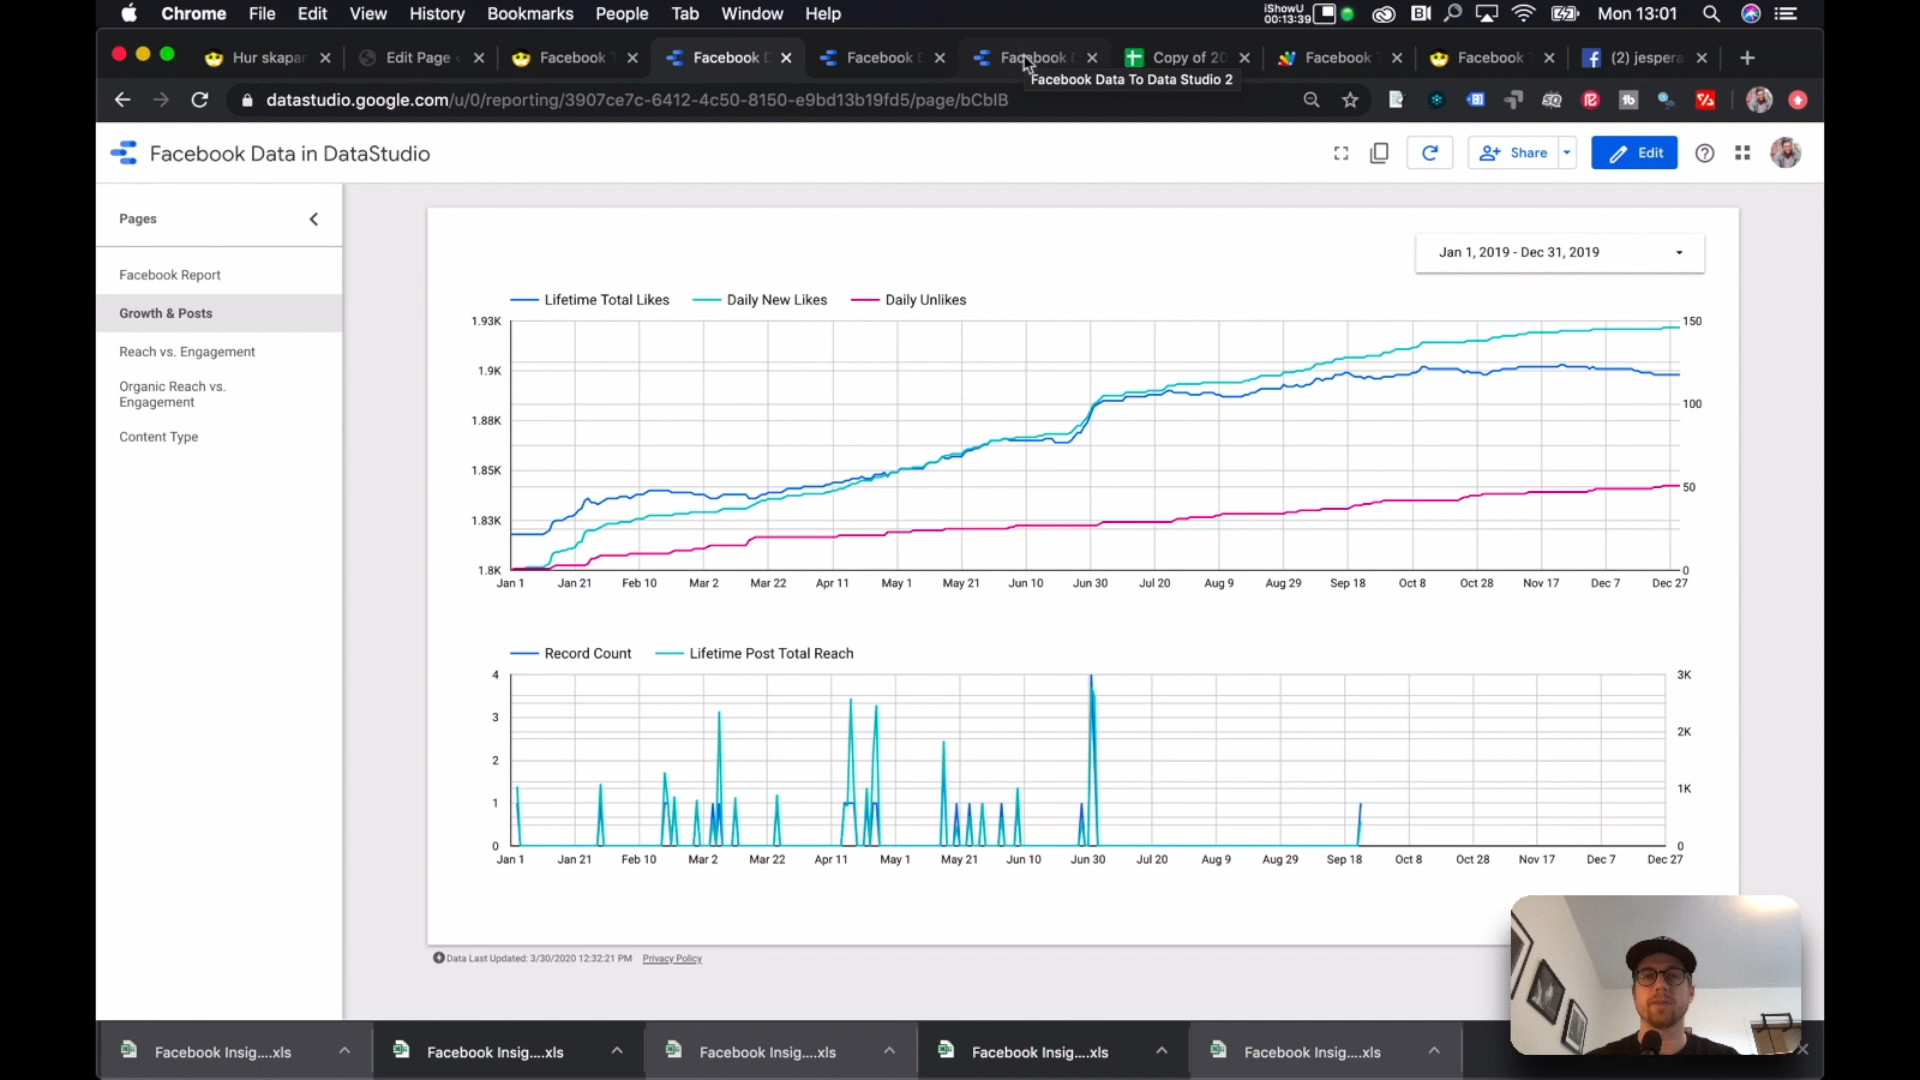 Chrome File Edit View History Bookmarks People Tab Window Help
iShowU
00:13:39
Mon 13:01
Hur skapar
Edit Page
Facebook T
Facebook D
Facebook D
Facebook
Copy of 20
Facebook T
Facebook T
(2) jespera
Facebook Data To Data Studio 2
datastudio.google.com/u/0/reporting/3907ce7c-6412-4c50-8150-e9bd13b19fd5/page/bCbIB
Facebook Data in DataStudio
Share
Edit
Pages
Facebook Report
Growth & Posts
Reach vs. Engagement
Organic Reach vs.
Engagement
Content Type
Jan 1, 2019 - Dec 31, 2019
Lifetime Total Likes Daily New Likes Daily Unlikes
1.93K 150
1.9K
100
1.88K
1.85K
50
1.83K
1.8K 0
Jan 1 Jan 21 Feb 10 Mar 2 Mar 22 Apr 11 May 1 May 21 Jun 10 Jun 30 Jul 20 Aug 9 Aug 29 Sep 18 Oct 8 Oct 28 Nov 17 Dec 7 Dec 27
Record Count Lifetime Post Total Reach
4 3K
3
2K
2
1K
1
0 0
Jan 1 Jan 21 Feb 10 Mar 2 Mar 22 Apr 11 May 1 May 21 Jun 10 Jun 30 Jul 20 Aug 9 Aug 29 Sep 18 Oct 8 Oct 28 Nov 17 Dec 7 Dec 27
Data Last Updated: 3/30/2020 12:32:21 PM Privacy Policy
Facebook Insig....xls
Facebook Insig....xls
Facebook Insig....xls
Facebook Insig....xls
Facebook Insig....xls